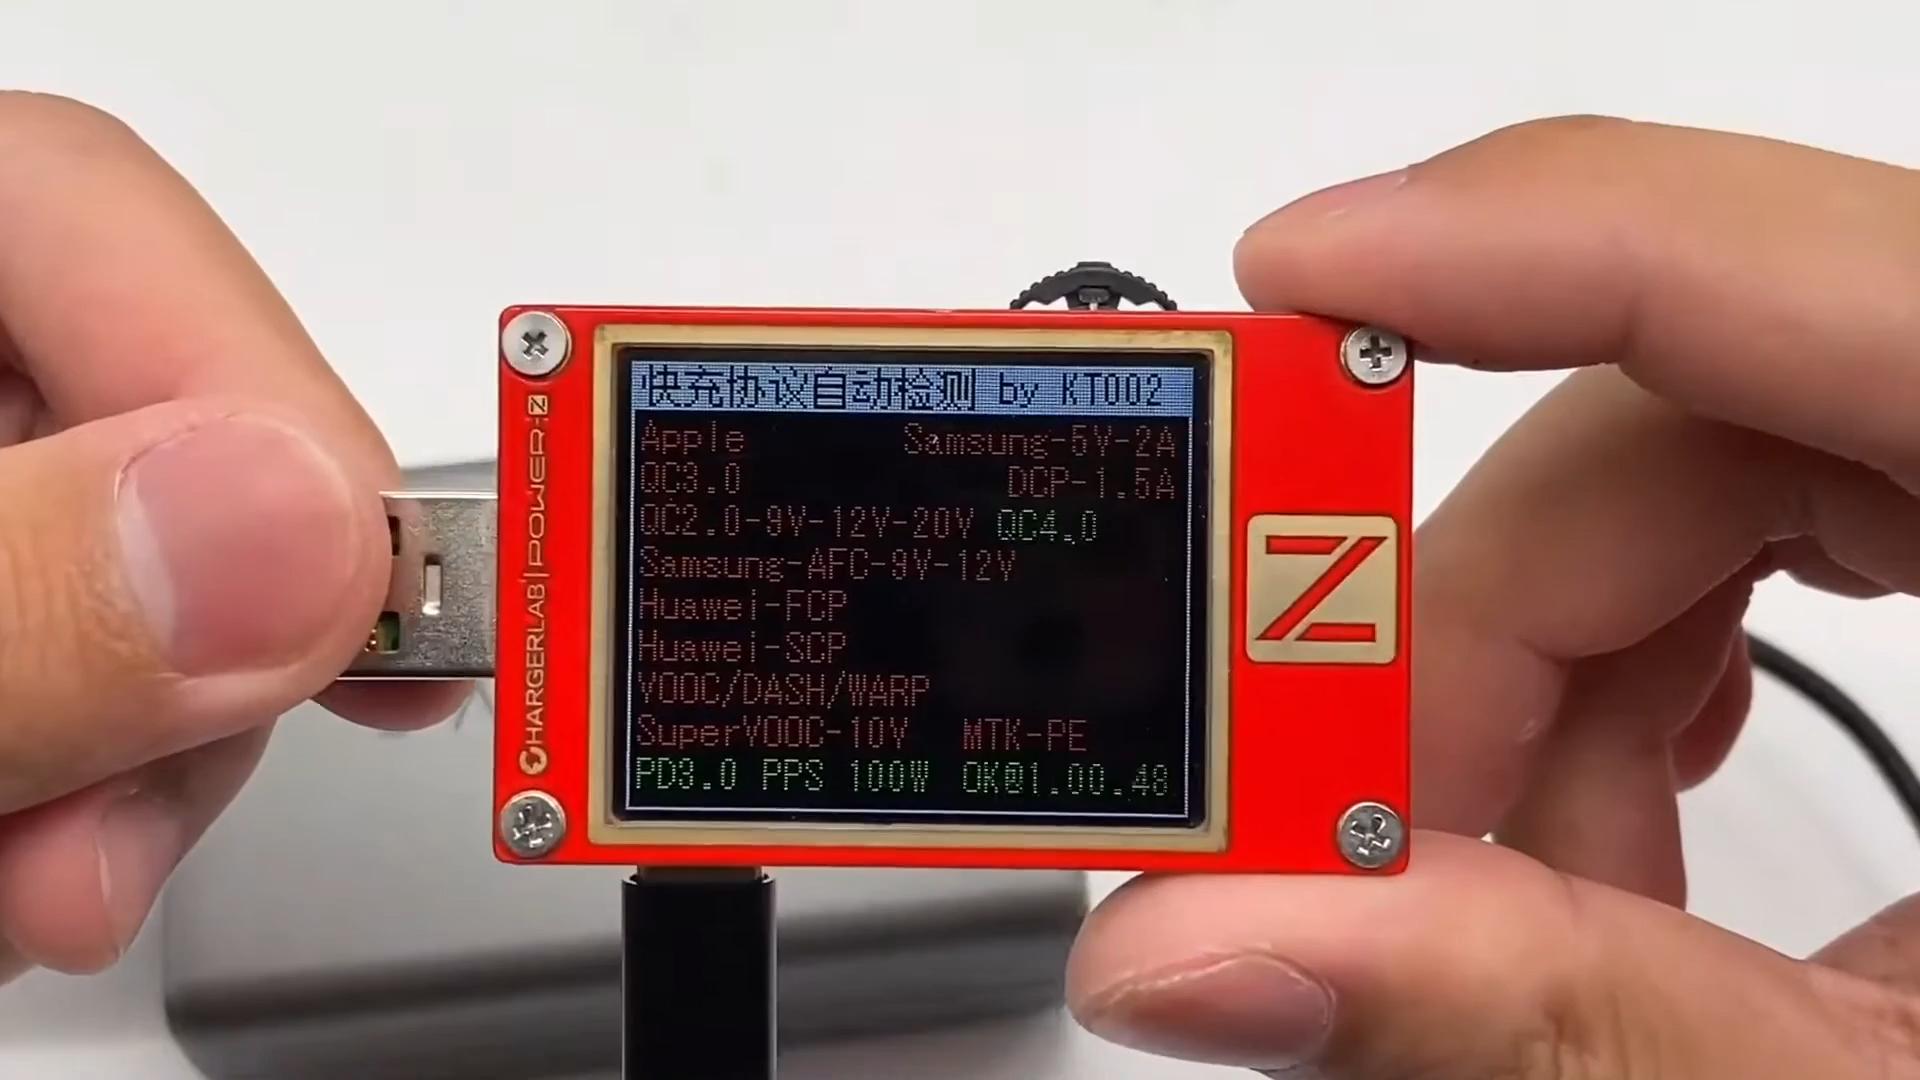 快充协议自动检测 by KT002
Apple Samsung-5V-2A
QC3.0 DCP-1.5A
QC2.0-9V-12V-20V QC4.0
Samsung-AFC-9V-12V
Huawei-FCP
Huawei-SCP
VOOC/DASH/WARP
SuperVOOC-10V MTK-PE
PD3.0 PPS 100W OK@1.00.48
CHARGERLAB|POWER-Z
Z